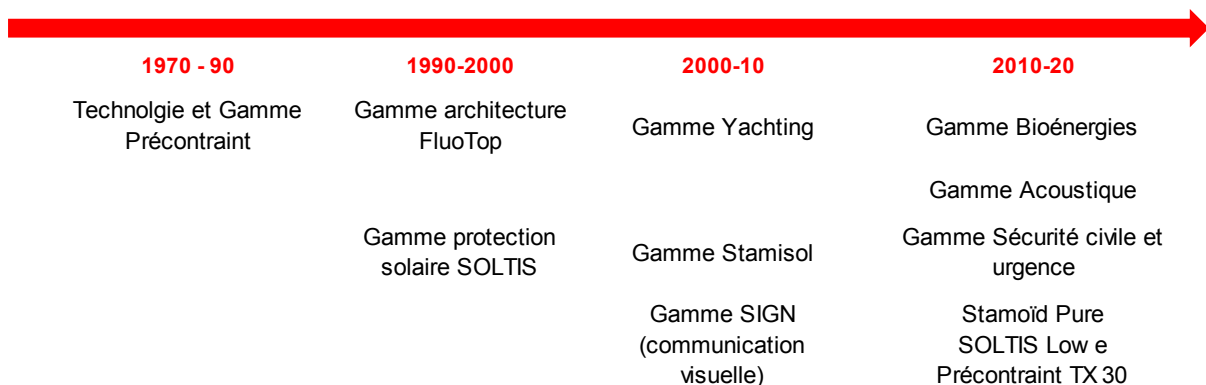 1970 - 90
1990-2000
2000-10
2010-20
Technolgie et Gamme
Précontraint
Gamme architecture
FluoTop
Gamme Yachting
Gamme Bioénergies
Gamme Acoustique
Gamme protection
solaire SOLTIS
Gamme Stamisol
Gamme Sécurité civile et
urgence
Gamme SIGN
(communication
visuelle)
Stamoïd Pure
SOLTIS Low e
Précontraint TX 30